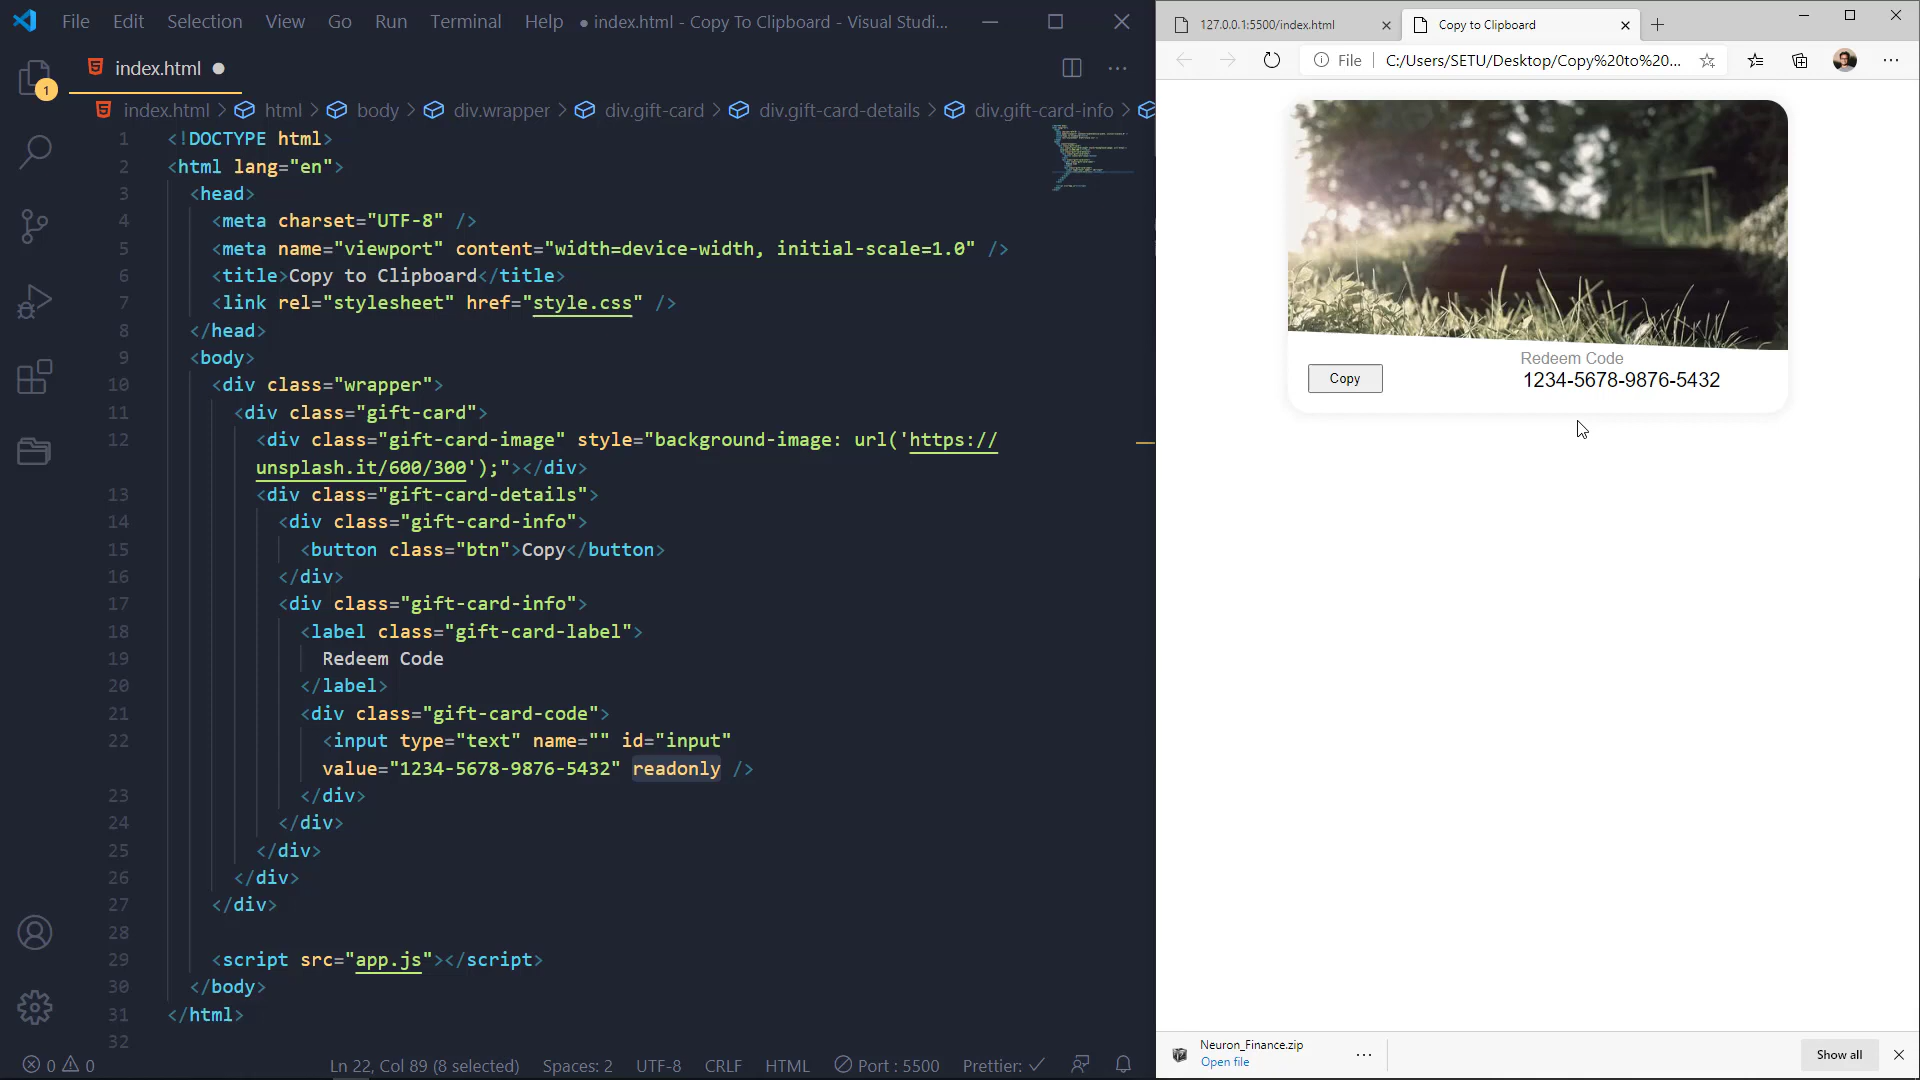 File Edit Selection View Go Run Terminal Help ● index.html - Copy To Clipboard - Visual Studi...
1
index.html ●
index.html > html > body > div.wrapper > div.gift-card > div.gift-card-details > div.gift-card-info >
1 <!DOCTYPE html>
2 <html lang="en">
3 <head>
4 <meta charset="UTF-8" />
5 <meta name="viewport" content="width=device-width, initial-scale=1.0" />
6 <title>Copy to Clipboard</title>
7 <link rel="stylesheet" href="style.css" />
8 </head>
9 <body>
10 <div class="wrapper">
11 <div class="gift-card">
12 <div class="gift-card-image" style="background-image: url('https://
unsplash.it/600/300');"></div>
13 <div class="gift-card-details">
14 <div class="gift-card-info">
15 <button class="btn">Copy</button>
16 </div>
17 <div class="gift-card-info">
18 <label class="gift-card-label">
19 Redeem Code
20 </label>
21 <div class="gift-card-code">
22 <input type="text" name="" id="input"
value="1234-5678-9876-5432" readonly />
23 </div>
24 </div>
25 </div>
26 </div>
27 </div>
28
29 <script src="app.js"></script>
30 </body>
31 </html>
32
0 0 Ln 22, Col 89 (8 selected) Spaces: 2 UTF-8 CRLF HTML Port : 5500 Prettier: ✓
127.0.0.1:5500/index.html Copy to Clipboard
File C:/Users/SETU/Desktop/Copy%20to%20...
Redeem Code
Copy 1234-5678-9876-5432
Neuron_Finance.zip
Open file
Show all